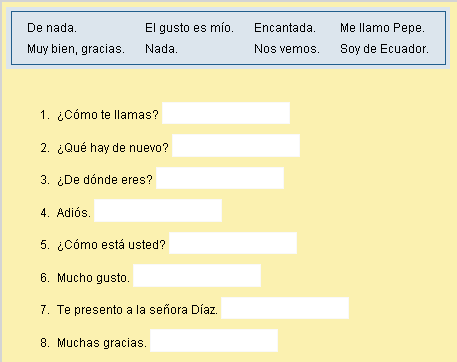 De nada. El gusto es mío. Encantada. Me llamo Pepe.
Muy bien, gracias. Nada. Nos vemos. Soy de Ecuador.
1. ¿Cómo te llamas?
2. ¿Qué hay de nuevo?
3. ¿De dónde eres?
4. Adiós.
5. ¿Cómo está usted?
6. Mucho gusto.
7. Te presento a la señora Díaz.
8. Muchas gracias.